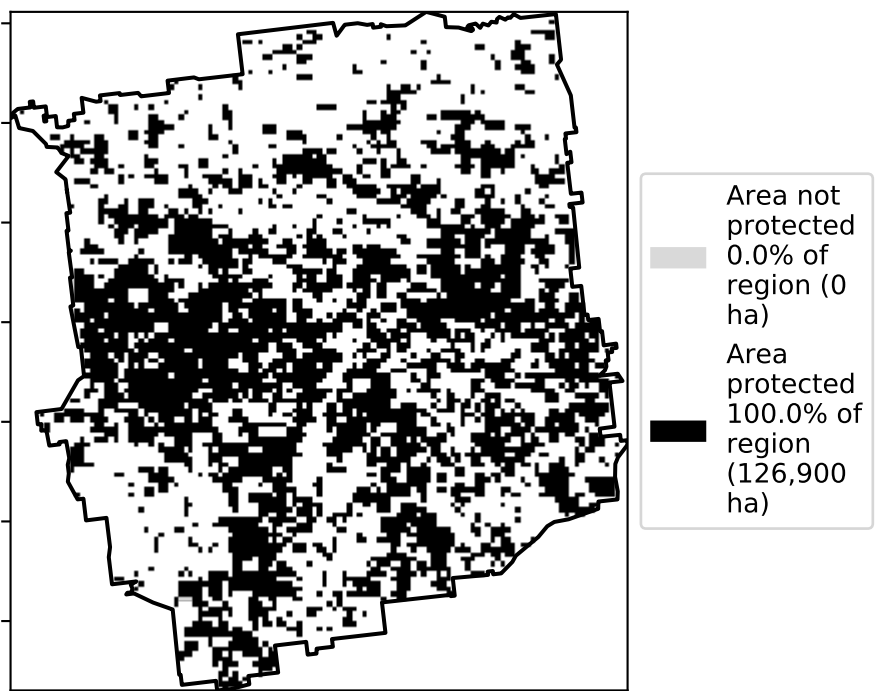 Area not
protected
0.0% of
region (0
ha)
Area
protected
100.0% of
region
(126,900
ha)